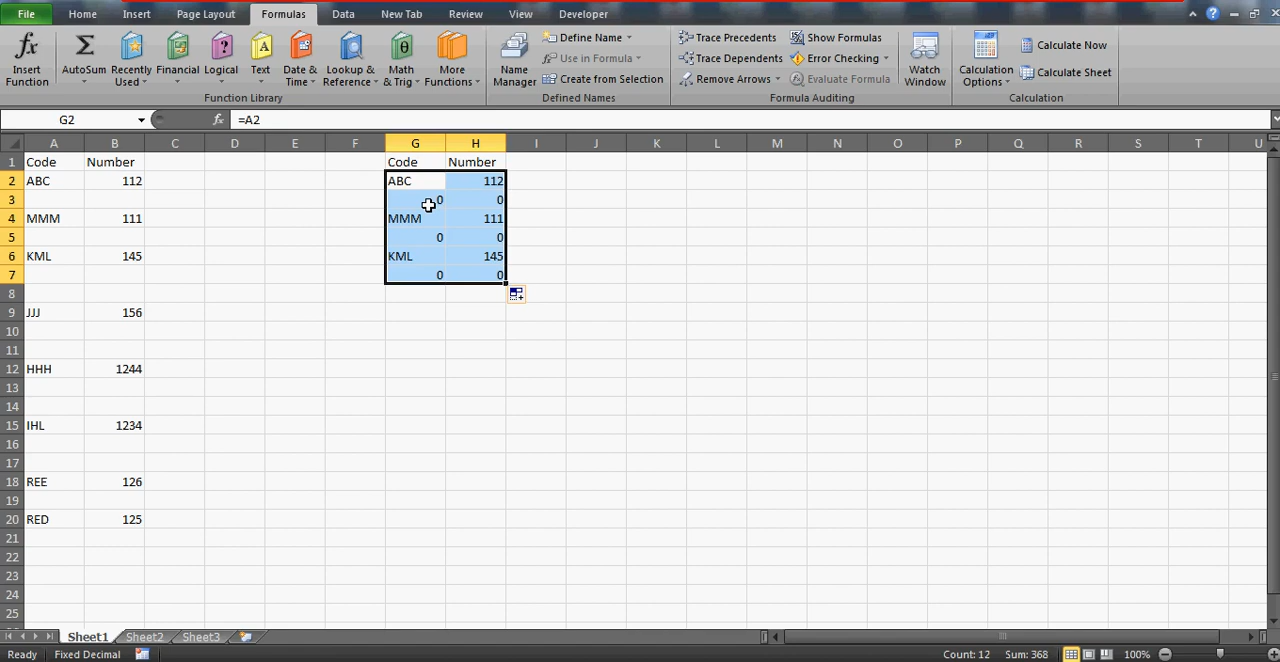 File Home Insert Page Layout Formulas Data New Tab Review View Developer
Insert Function
AutoSum
Recently Used
Financial
Logical
Text
Date & Time
Lookup & Reference
Math & Trig
More Functions
Function Library
Name Manager
Define Name
Use in Formula
Create from Selection
Defined Names
Trace Precedents
Trace Dependents
Remove Arrows
Show Formulas
Error Checking
Evaluate Formula
Formula Auditing
Watch Window
Calculation Options
Calculate Now
Calculate Sheet
Calculation
G2 fx =A2
A B C D E F G H I J K L M N O P Q R S T U
1 Code Number Code Number
2 ABC 112 ABC 112
3 0 0
4 MMM 111 MMM 111
5 0 0
6 KML 145 KML 145
7 0 0
8
9 JJJ 156
10
11
12 HHH 1244
13
14
15 IHL 1234
16
17
18 REE 126
19
20 RED 125
21
22
23
24
25
Sheet1 Sheet2 Sheet3
Ready Fixed Decimal Count: 12 Sum: 368 100%